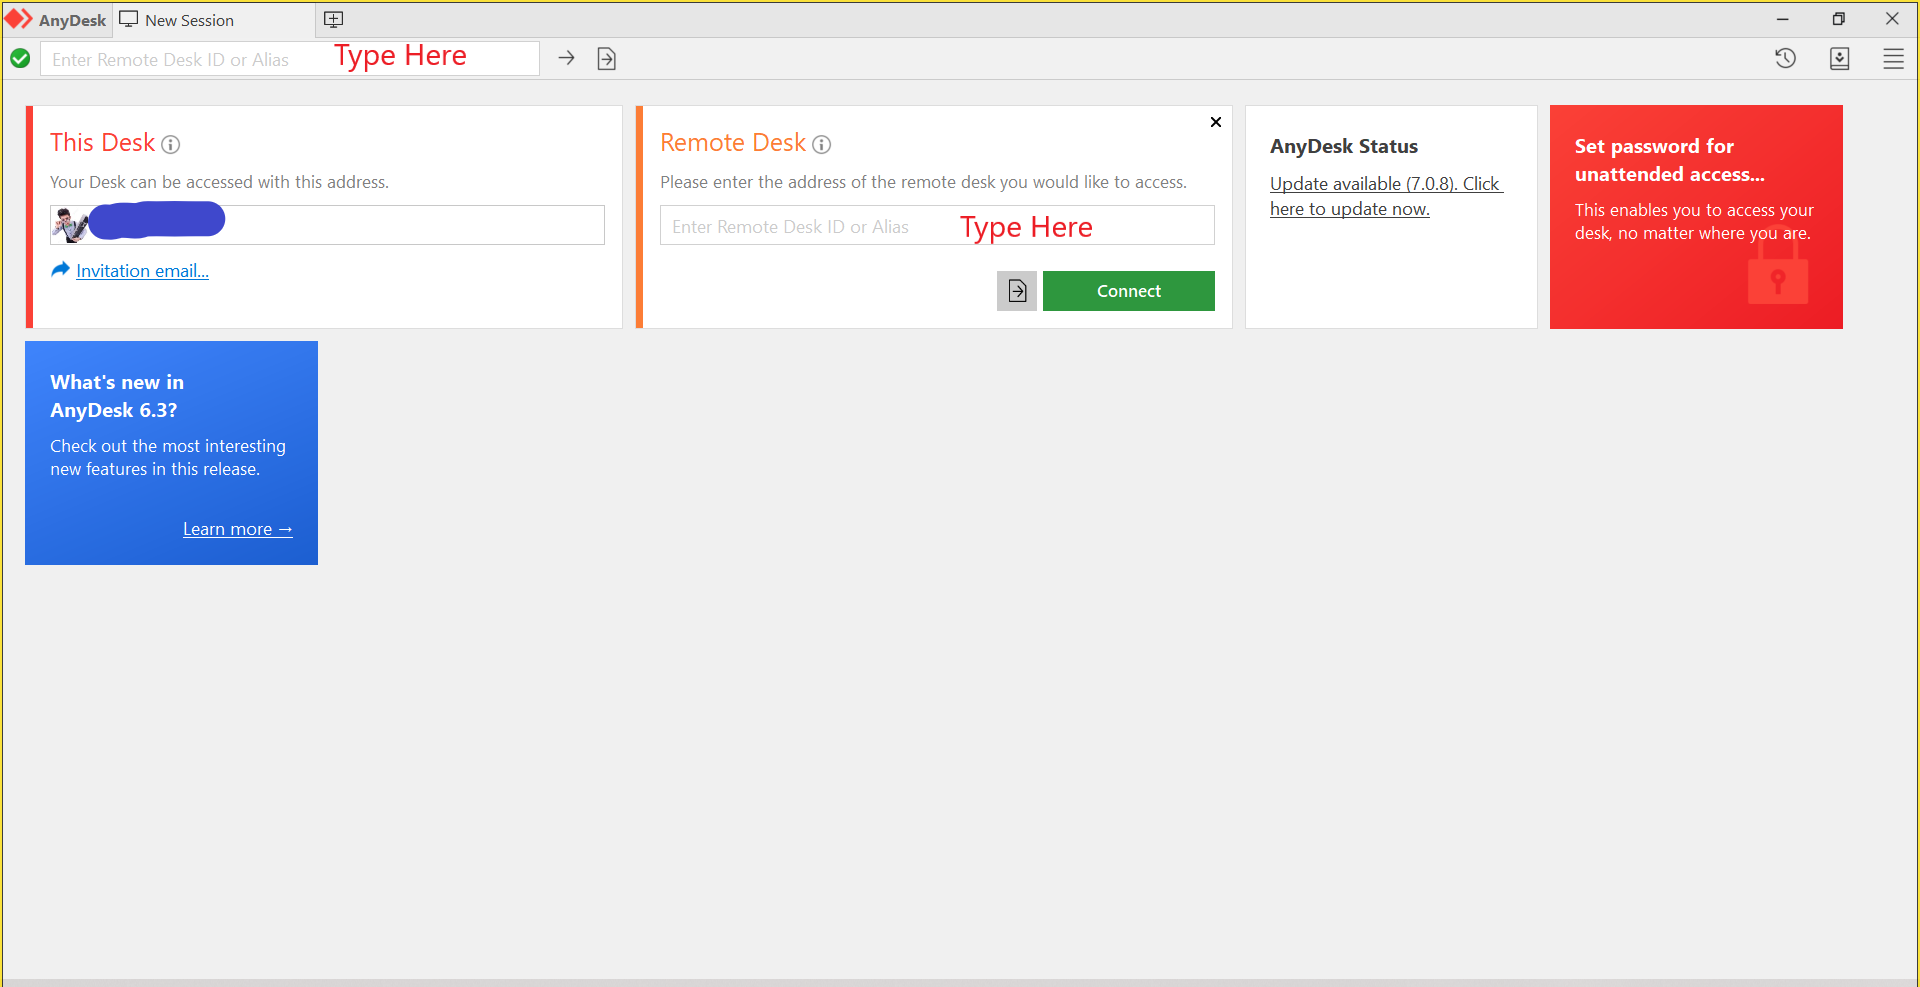 AnyDesk
New Session
Enter Remote Desk ID or Alias
Type Here
This Desk
Your Desk can be accessed with this address.
Invitation email...
Remote Desk
Please enter the address of the remote desk you would like to access.
Enter Remote Desk ID or Alias
Type Here
Connect
AnyDesk Status
Update available (7.0.8). Click
here to update now.
Set password for
unattended access...
This enables you to access your
desk, no matter where you are.
What's new in
AnyDesk 6.3?
Check out the most interesting
new features in this release.
Learn more →